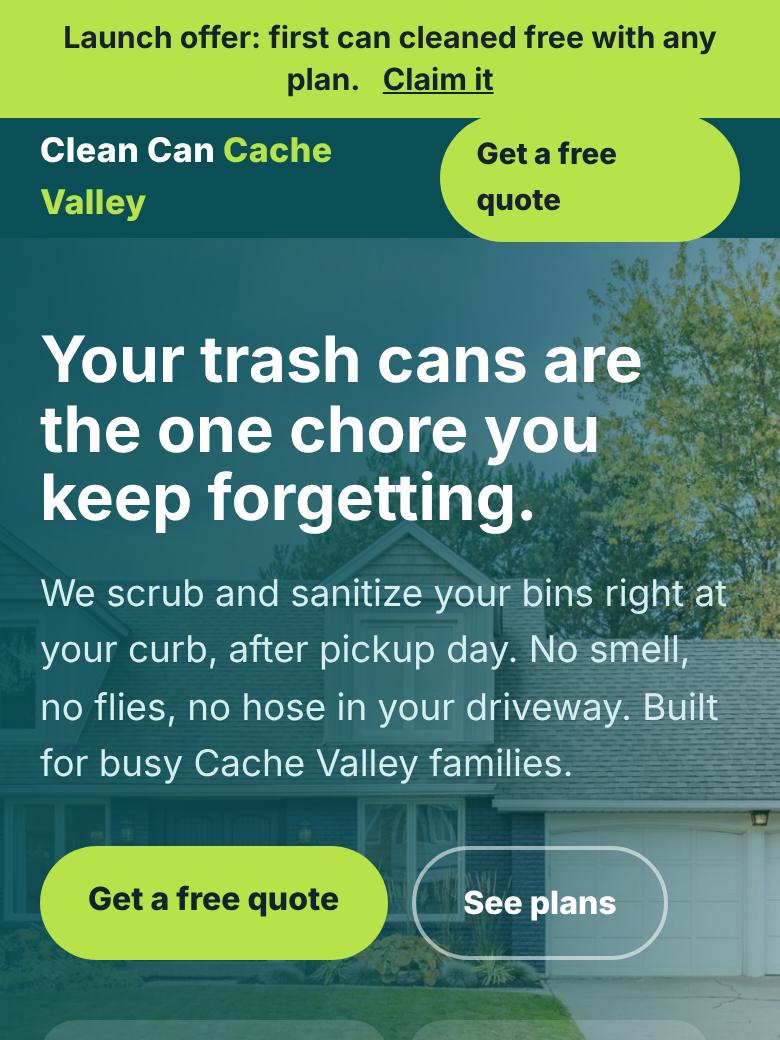 Launch offer: first can cleaned free with any
plan. Claim it
Clean Can Cache
Valley
Get a free
quote
Your trash cans are
the one chore you
keep forgetting.
We scrub and sanitize your bins right at
your curb, after pickup day. No smell,
no flies, no hose in your driveway. Built
for busy Cache Valley families.
Get a free quote
See plans